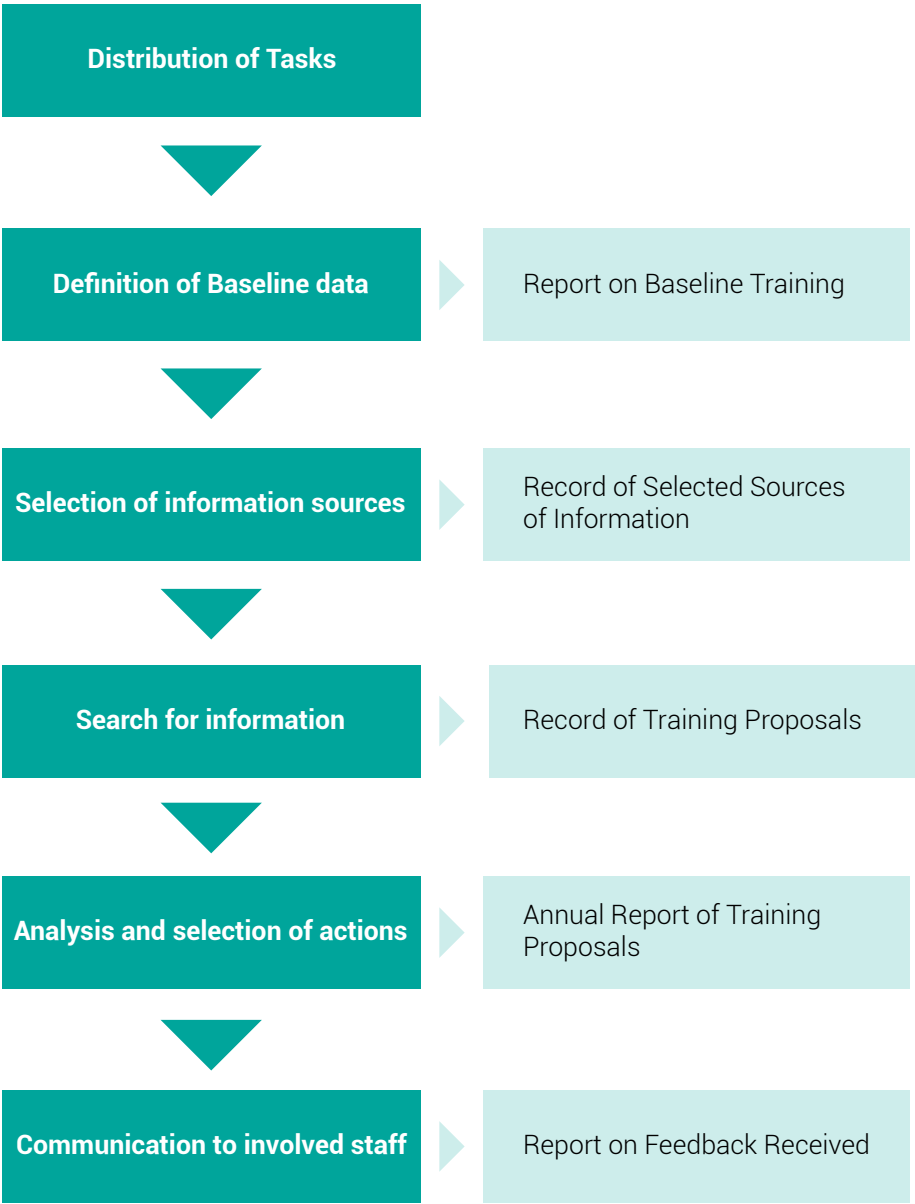 Distribution of Tasks
Definition of Baseline data
Report on Baseline Training
Selection of information sources
Record of Selected Sources
of Information
Search for information
Record of Training Proposals
Analysis and selection of actions
Annual Report of Training
Proposals
Communication to involved staff
Report on Feedback Received